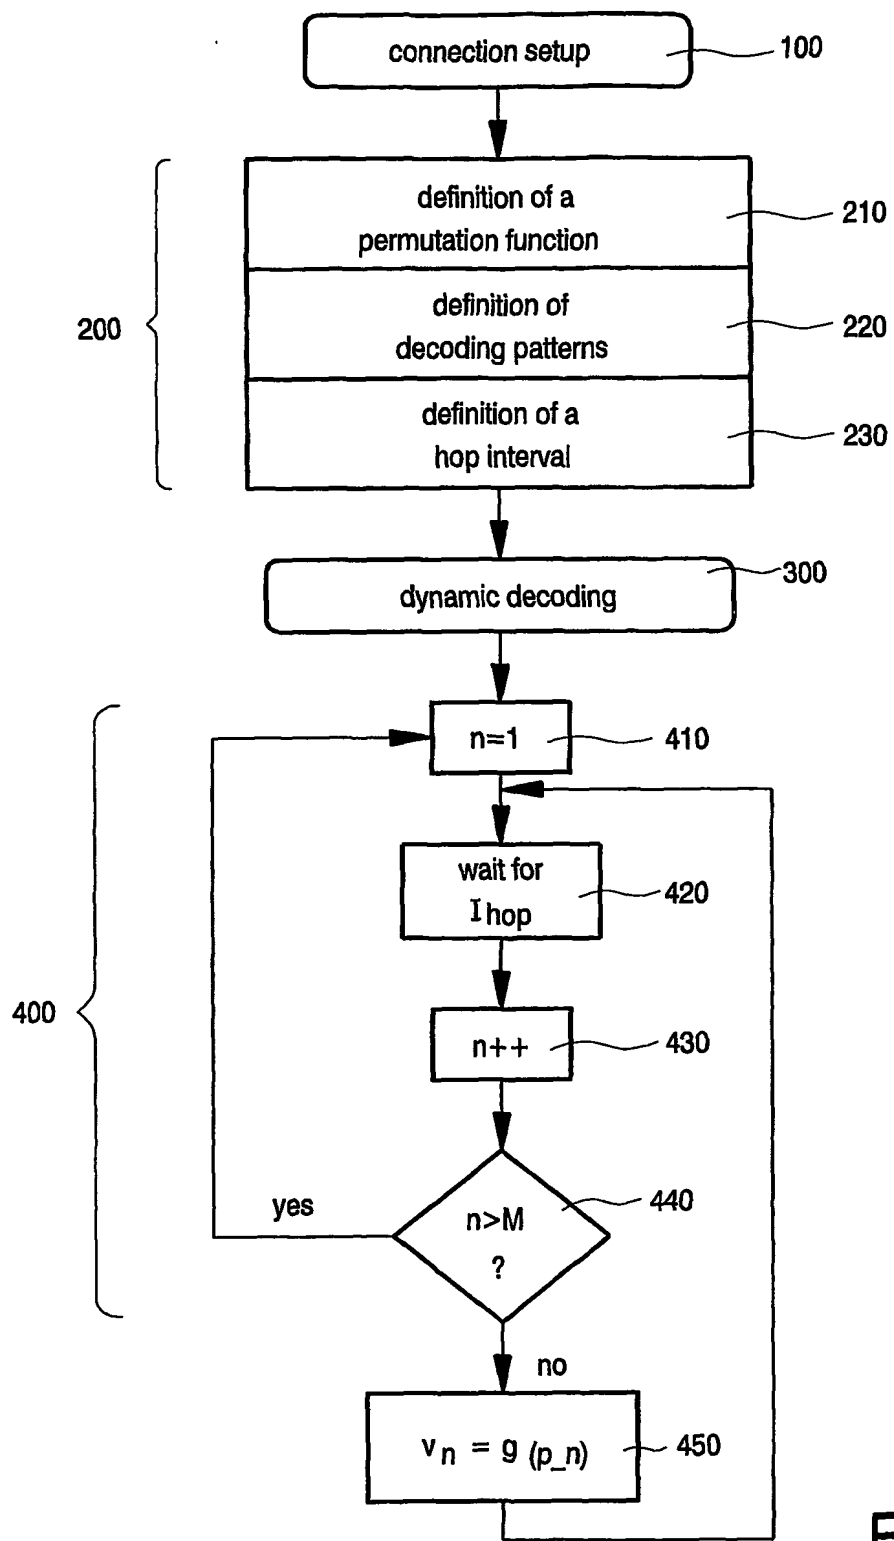 connection setup
100
definition of a
permutation function
210
200
definition of
decoding patterns
220
definition of a
hop interval
230
dynamic decoding
300
n=1
410
wait for
I hop
420
400
n++
430
n>M
?
440
yes
no
v n = g (p_n)
450